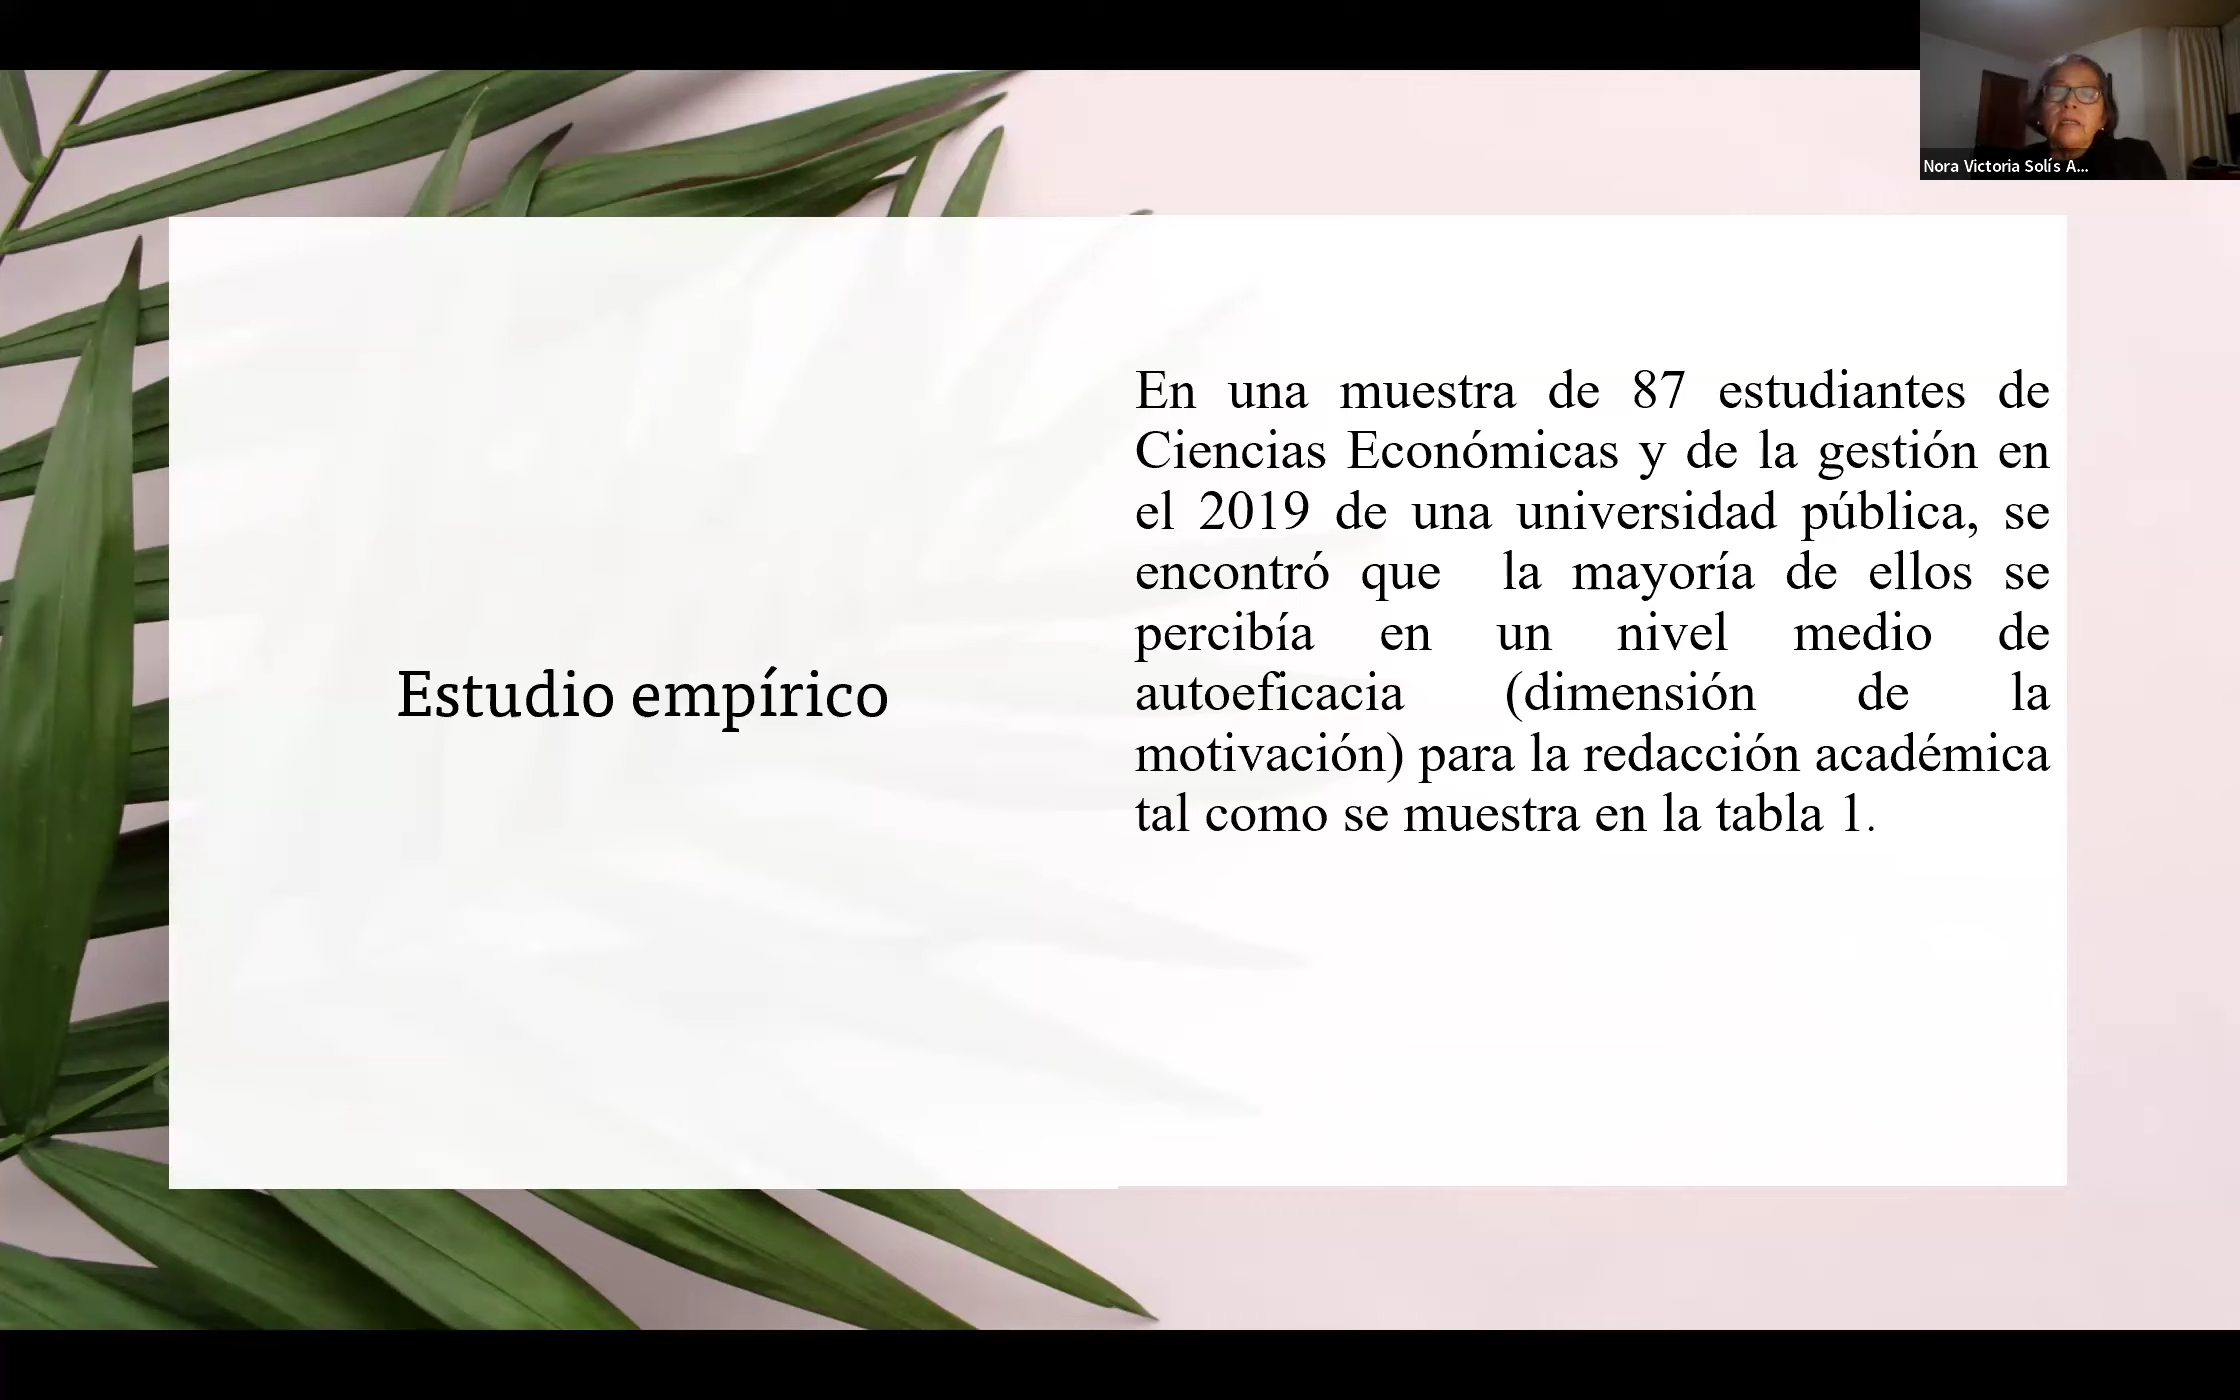 Nora Victoria Solís A...
Estudio empírico
En una muestra de 87 estudiantes de
Ciencias Económicas y de la gestión en
el 2019 de una universidad pública, se
encontró que la mayoría de ellos se
percibía en un nivel medio de
autoeficacia (dimensión de la
motivación) para la redacción académica
tal como se muestra en la tabla 1.